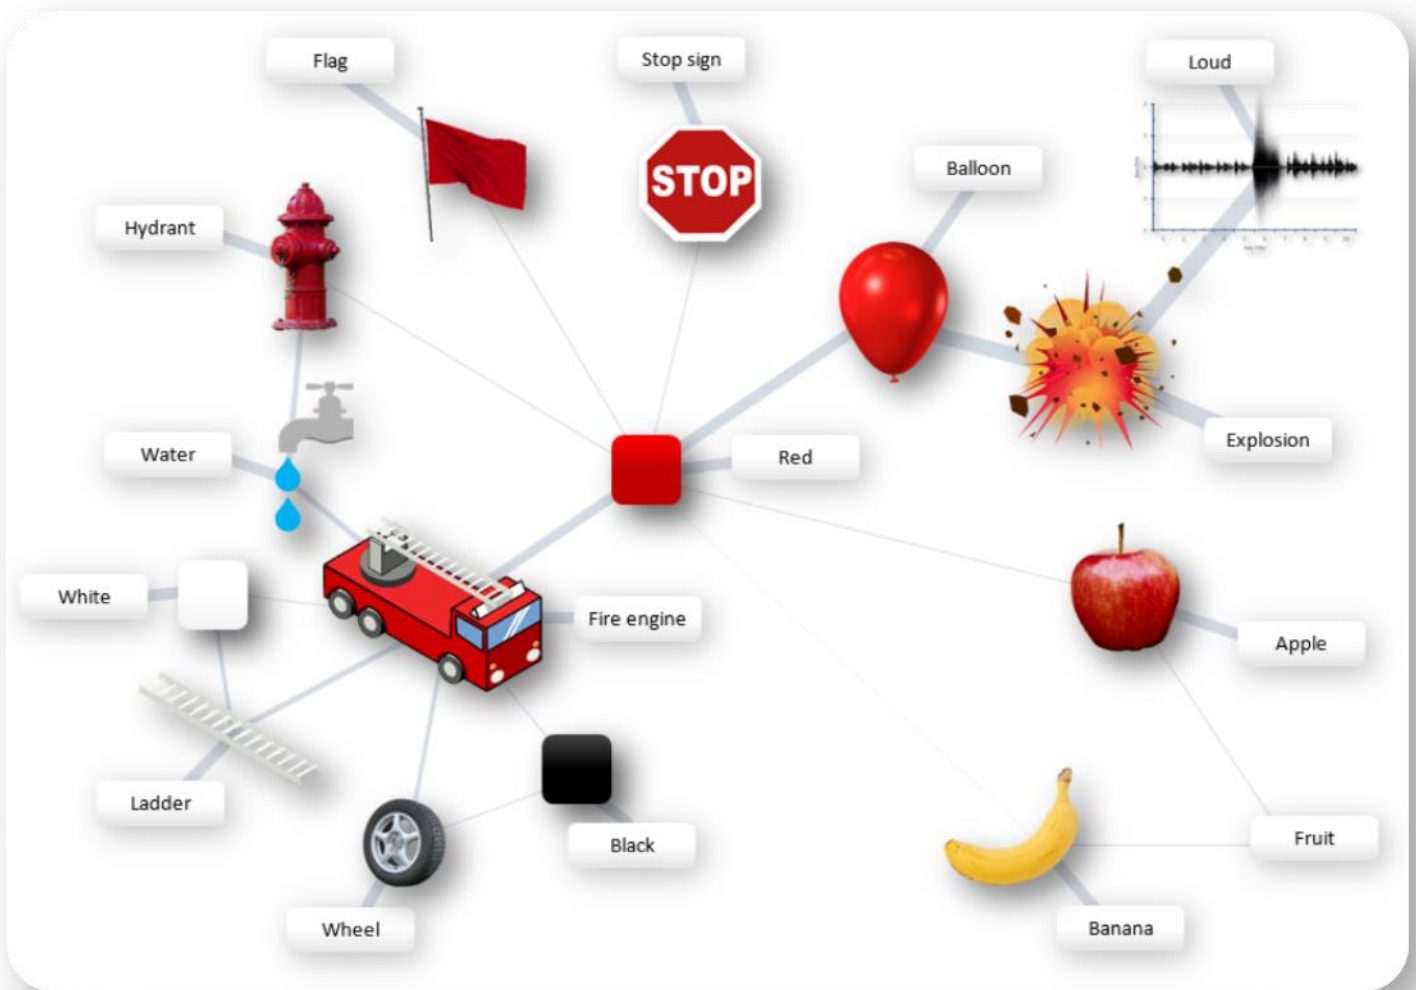 Flag
Stop sign
Loud
STOP
Balloon
Hydrant
Explosion
Water
Red
White
Fire engine
Apple
Ladder
Black
Fruit
Wheel
Banana